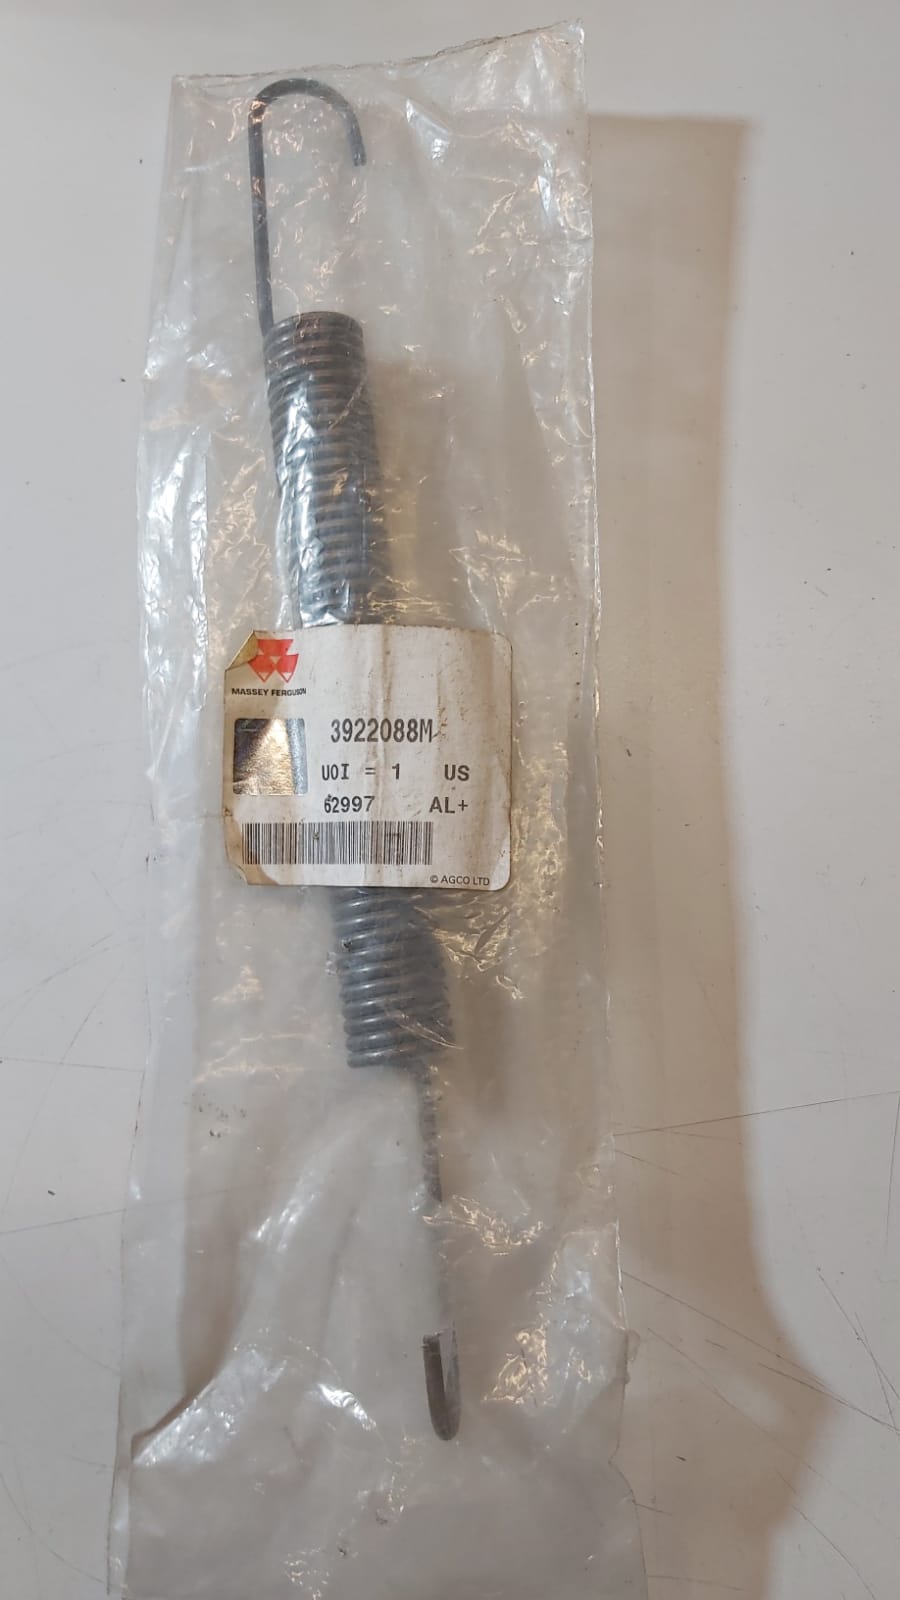 MASSEY FERGUSON
3922088M
UOI = 1 US
62997 AL+
© AGCO LTD